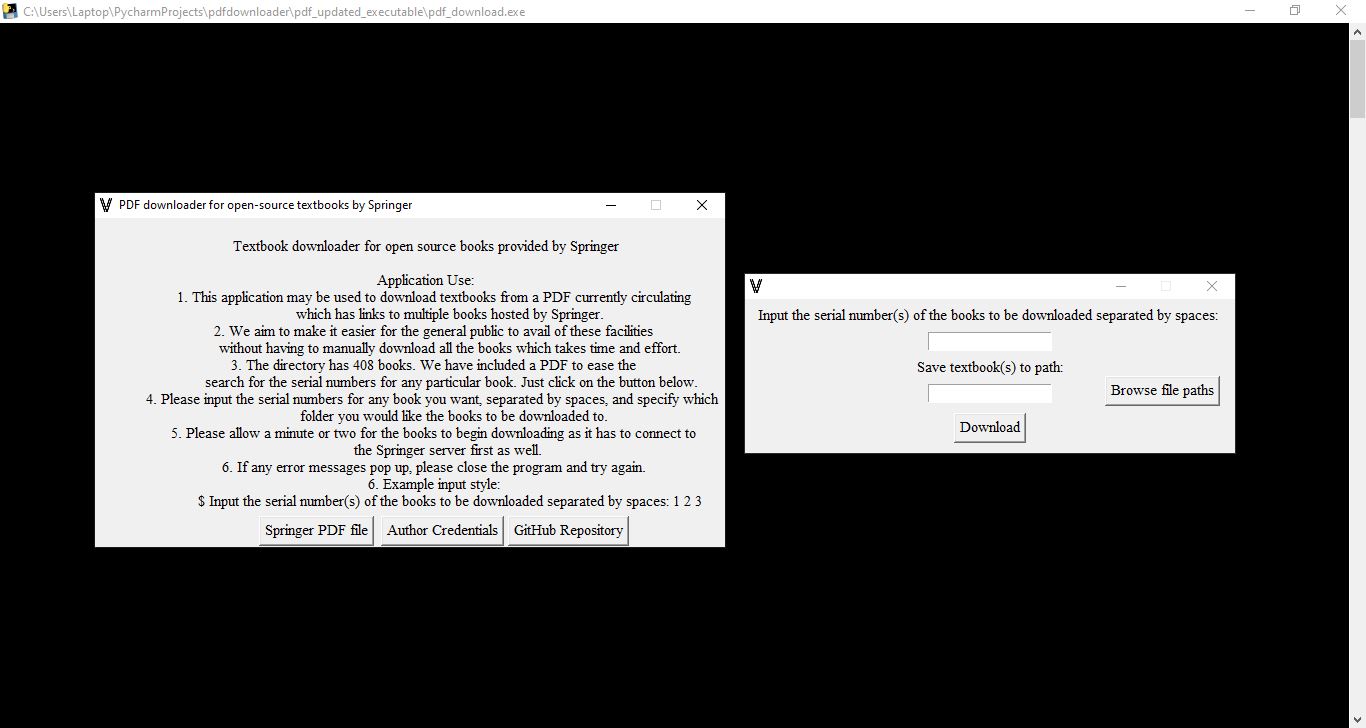 C:\Users\Laptop\PycharmProjects\pdfdownloader\pdf_updated_executable\pdf_download.exe
PDF downloader for open-source textbooks by Springer
Textbook downloader for open source books provided by Springer
Application Use:
1. This application may be used to download textbooks from a PDF currently circulating
which has links to multiple books hosted by Springer.
2. We aim to make it easier for the general public to avail of these facilities
without having to manually download all the books which takes time and effort.
3. The directory has 408 books. We have included a PDF to ease the
search for the serial numbers for any particular book. Just click on the button below.
4. Please input the serial numbers for any book you want, separated by spaces, and specify which
folder you would like the books to be downloaded to.
5. Please allow a minute or two for the books to begin downloading as it has to connect to
the Springer server first as well.
6. If any error messages pop up, please close the program and try again.
6. Example input style:
$ Input the serial number(s) of the books to be downloaded separated by spaces: 1 2 3
Springer PDF file Author Credentials GitHub Repository
Input the serial number(s) of the books to be downloaded separated by spaces:
Save textbook(s) to path:
Browse file paths
Download